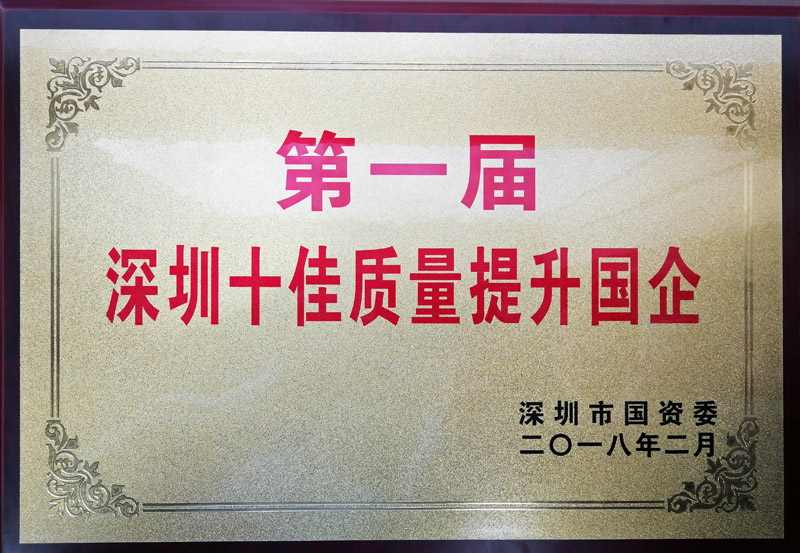 第一届
深圳十佳质量提升国企
深圳市国资委
二〇一八年二月